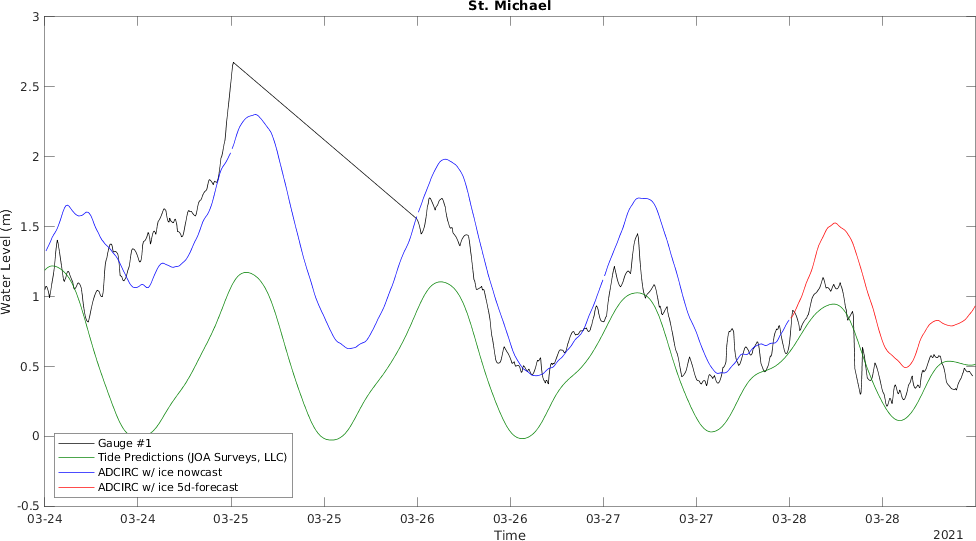 St. Michael
3
2.5
2
1.5
1
0.5
0
-0.5
Water Level (m)
Gauge #1
Tide Predictions (JOA Surveys, LLC)
ADCIRC w/ ice nowcast
ADCIRC w/ ice 5d-forecast
03-24 03-24 03-25 03-25 03-26 03-26 03-27 03-27 03-28 03-28
Time
2021